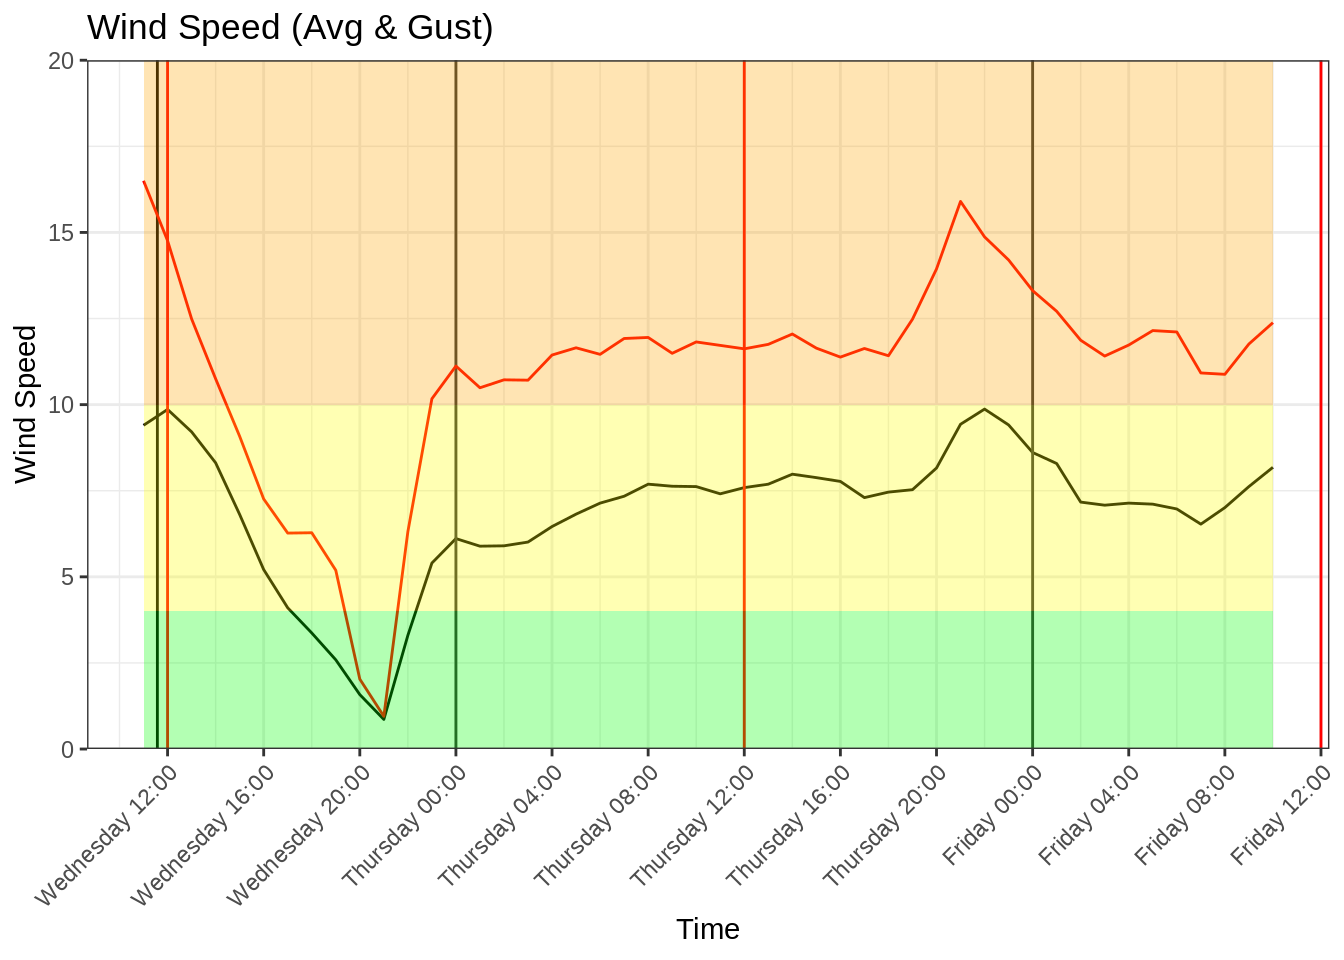 Wind Speed (Avg & Gust)
20
15
10
5
0
Wind Speed
Wednesday 12:00
Wednesday 16:00
Wednesday 20:00
Thursday 00:00
Thursday 04:00
Thursday 08:00
Thursday 12:00
Thursday 16:00
Thursday 20:00
Friday 00:00
Friday 04:00
Friday 08:00
Friday 12:00
Time